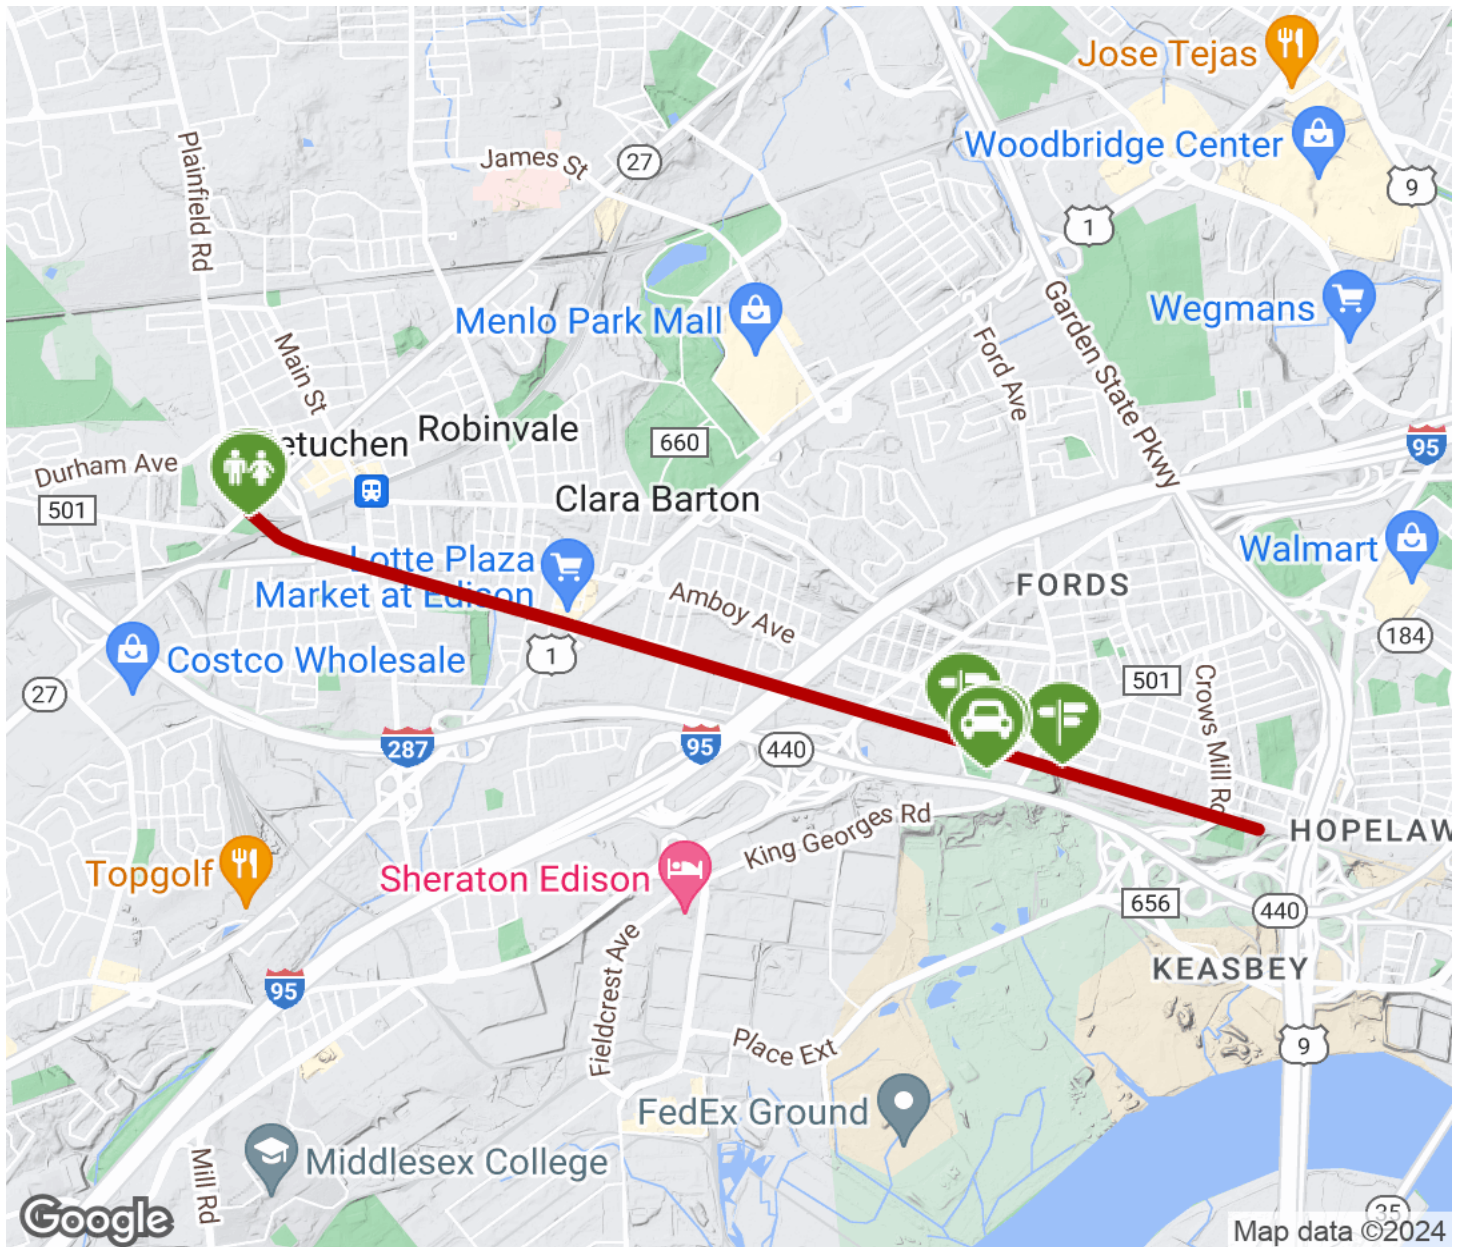 Jose Tejas
Woodbridge Center
James St
27
9
1
Plainfield Rd
Menlo Park Mall
Wegmans
Garden State Pkwy
Main St
Ford Ave
etuchen
Robinvale
660
95
Durham Ave
501
Clara Barton
Lotte Plaza
Market at Edison
Walmart
FORDS
Amboy Ave
184
1
Costco Wholesale
27
501
Crows Mill Rd
287
95
440
King Georges Rd
HOPELAW
Topgolf
Sheraton Edison
656
440
KEASBEY
95
Fieldcrest Ave
Place Ext
9
FedEx Ground
Middlesex College
Mill Rd
35
Google
Map data ©2024